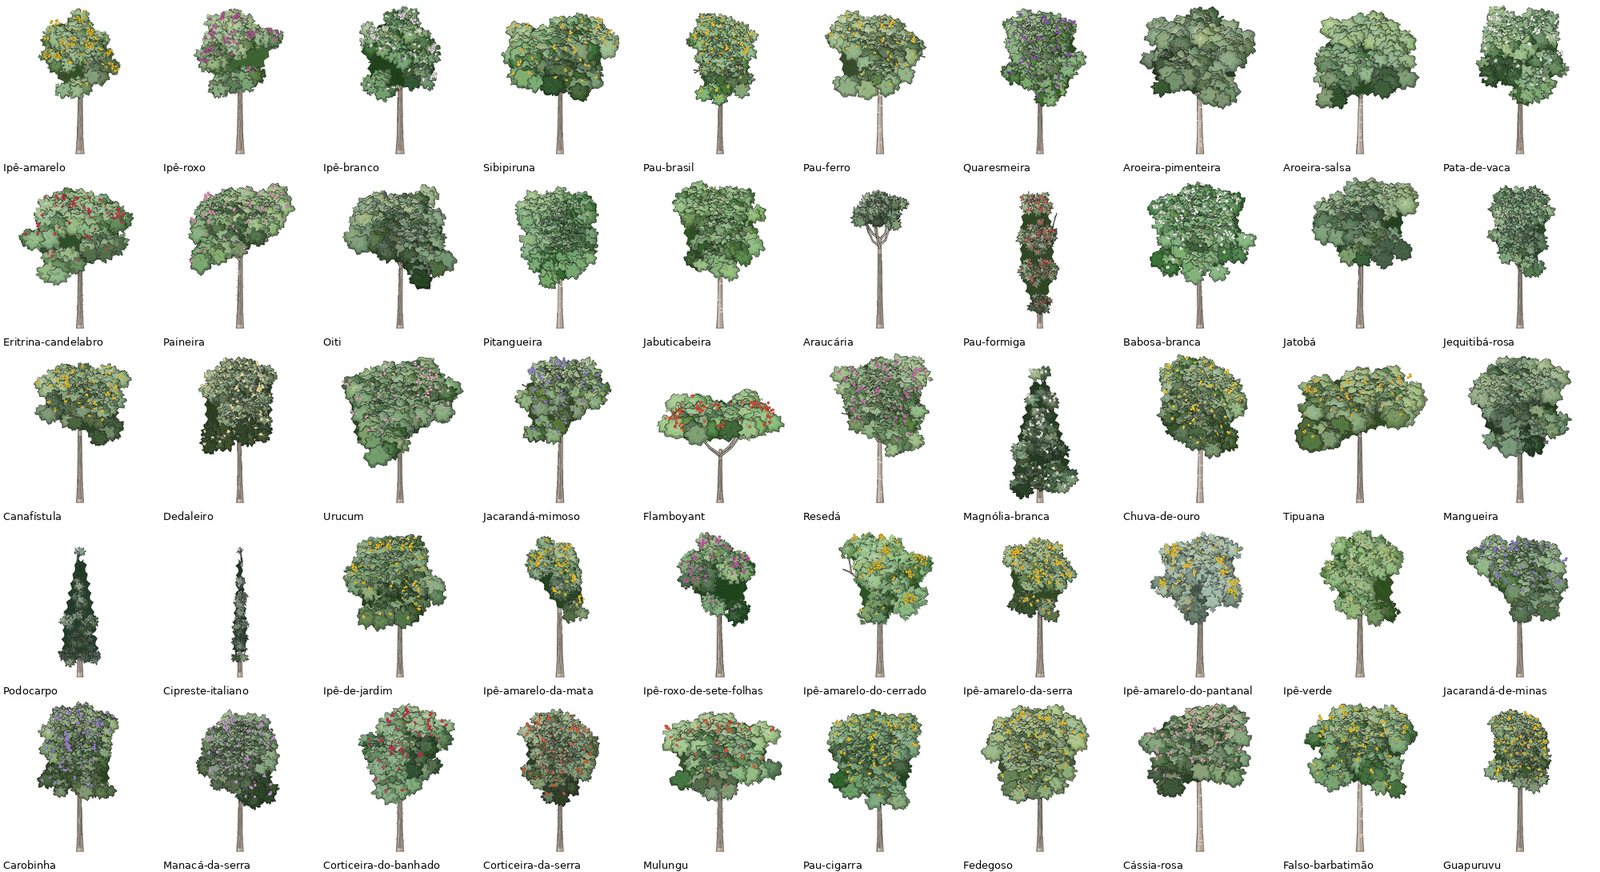 Ipê-amarelo
Ipê-roxo
Ipê-branco
Sibipiruna
Pau-brasil
Pau-ferro
Quaresmeira
Aroeira-pimenteira
Aroeira-salsa
Pata-de-vaca
Eritrina-candelabro
Paineira
Oiti
Pitangueira
Jabuticabeira
Araucária
Pau-formiga
Babosa-branca
Jatobá
Jequitibá-rosa
Canafístula
Dedaleiro
Urucum
Jacarandá-mimoso
Flamboyant
Resedá
Magnólia-branca
Chuva-de-ouro
Tipuana
Mangueira
Podocarpo
Cipreste-italiano
Ipê-de-jardim
Ipê-amarelo-da-mata
Ipê-roxo-de-sete-folhas
Ipê-amarelo-do-cerrado
Ipê-amarelo-da-serra
Ipê-amarelo-do-pantanal
Ipê-verde
Jacarandá-de-minas
Carobinha
Manacá-da-serra
Corticeira-do-banhado
Corticeira-da-serra
Mulungu
Pau-cigarra
Fedegoso
Cássia-rosa
Falso-barbatimão
Guapuruvu